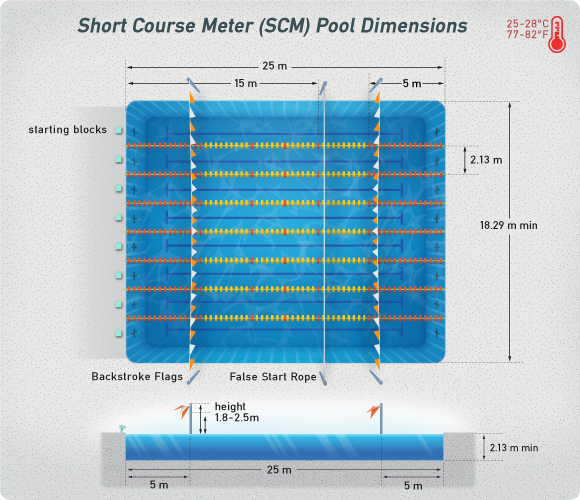 Short Course Meter (SCM) Pool Dimensions
25-28°C
77-82°F
25 m
15 m
5 m
starting blocks
2.13 m
18.29 m min
Backstroke Flags
False Start Rope
height
1.8-2.5m
2.13 m min
25 m
5 m
5 m